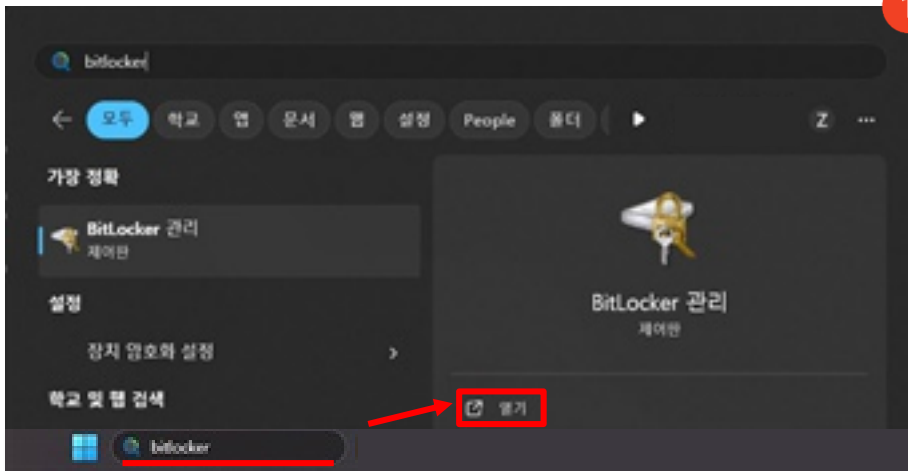 bitlocker
모두 학교 앱 문서 웹 설정 People 폴더 Z ...
가장 정확
BitLocker 관리
제어판
설정
장치 암호화 설정
학교 및 웹 검색
BitLocker 관리
제어판
열기
bitlocker